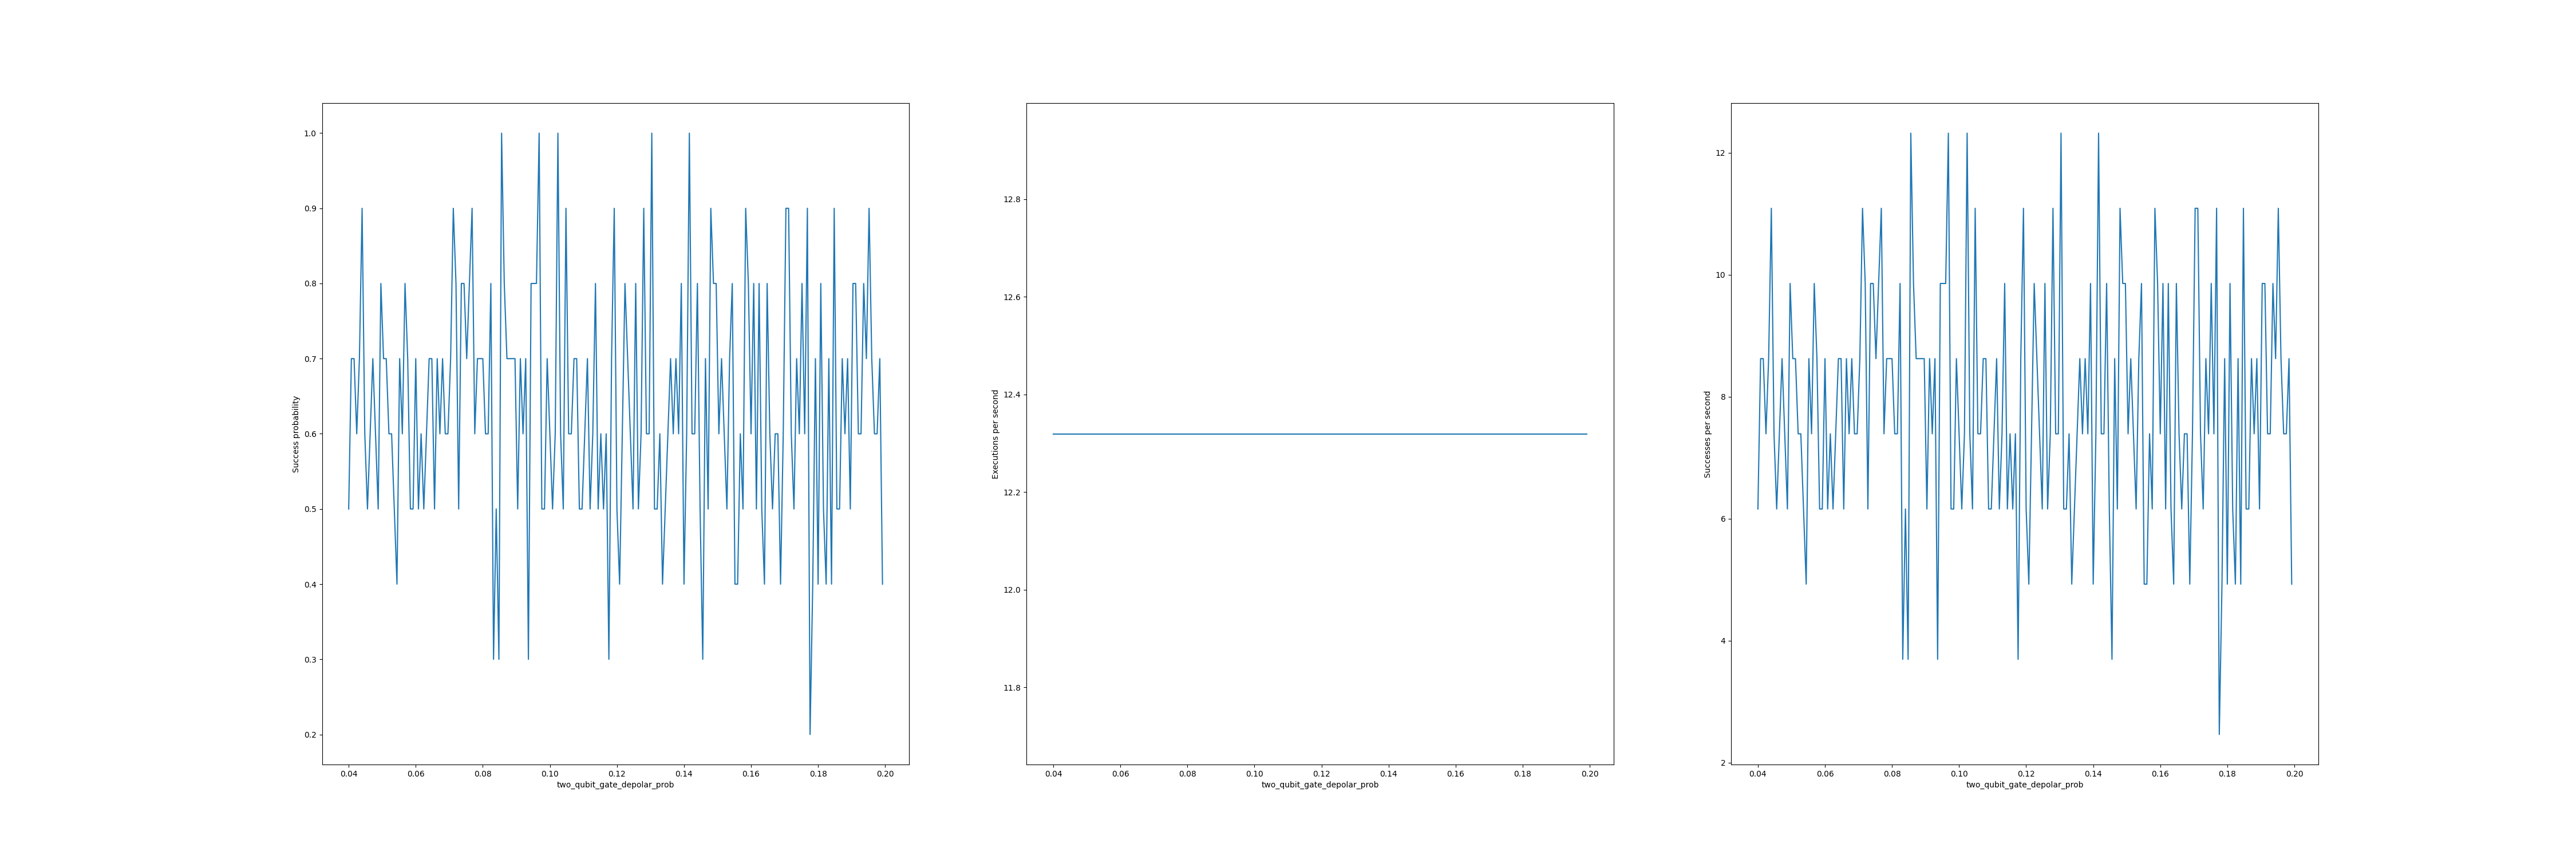 Success probability
1.0
0.9
0.8
0.7
0.6
0.5
0.4
0.3
0.2
0.04 0.06 0.08 0.10 0.12 0.14 0.16 0.18 0.20
two_qubit_gate_depolar_prob
Executions per second
12.8
12.6
12.4
12.2
12.0
11.8
0.04 0.06 0.08 0.10 0.12 0.14 0.16 0.18 0.20
two_qubit_gate_depolar_prob
Successes per second
12
10
8
6
4
2
0.04 0.06 0.08 0.10 0.12 0.14 0.16 0.18 0.20
two_qubit_gate_depolar_prob